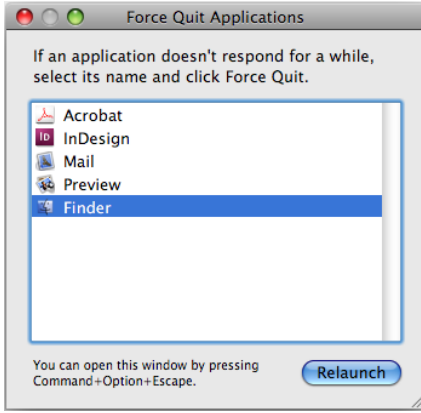 Force Quit Applications
If an application doesn't respond for a while,
select its name and click Force Quit.
Acrobat
ID InDesign
Mail
Preview
Finder
You can open this window by pressing
Command+Option+Escape.
Relaunch